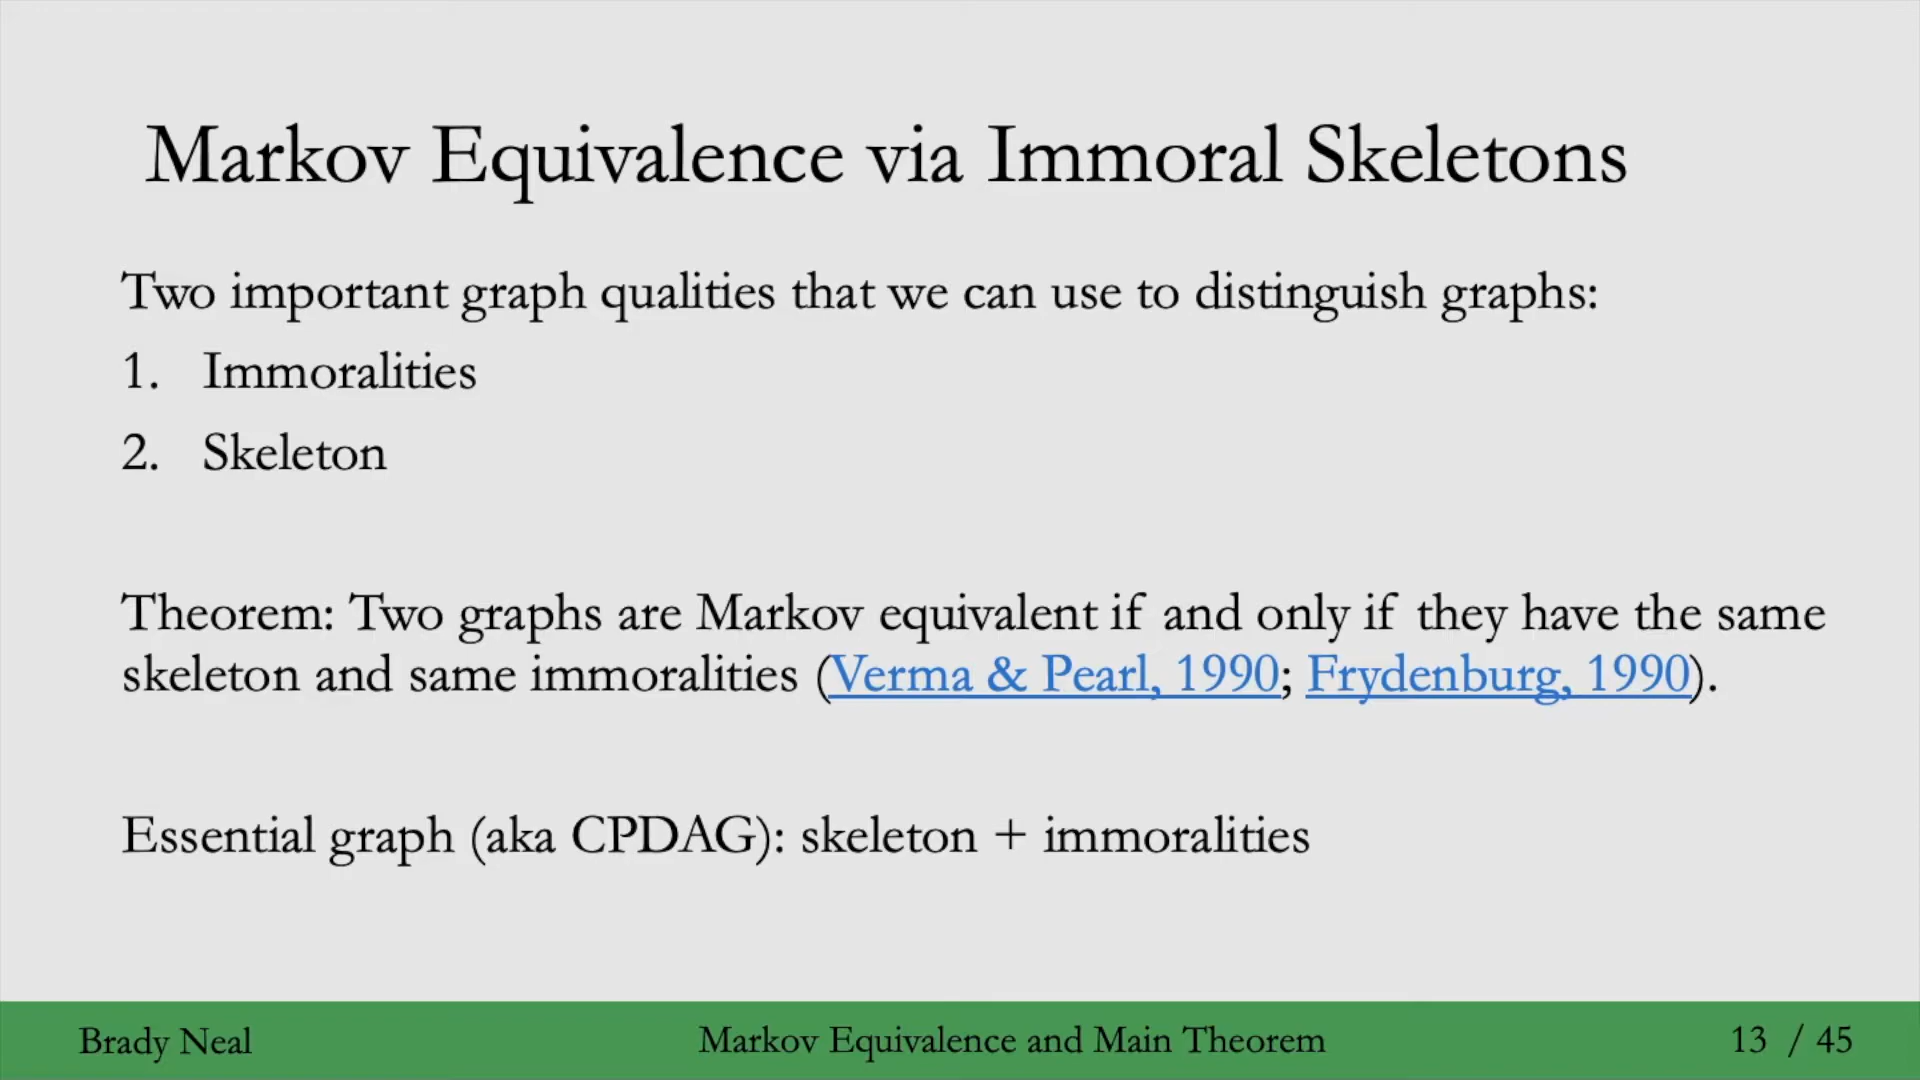 Markov Equivalence via Immoral Skeletons
Two important graph qualities that we can use to distinguish graphs:
1. Immoralities
2. Skeleton
Theorem: Two graphs are Markov equivalent if and only if they have the same
skeleton and same immoralities (Verma & Pearl, 1990; Frydenburg, 1990).
Essential graph (aka CPDAG): skeleton + immoralities
Brady Neal
Markov Equivalence and Main Theorem
13 / 45